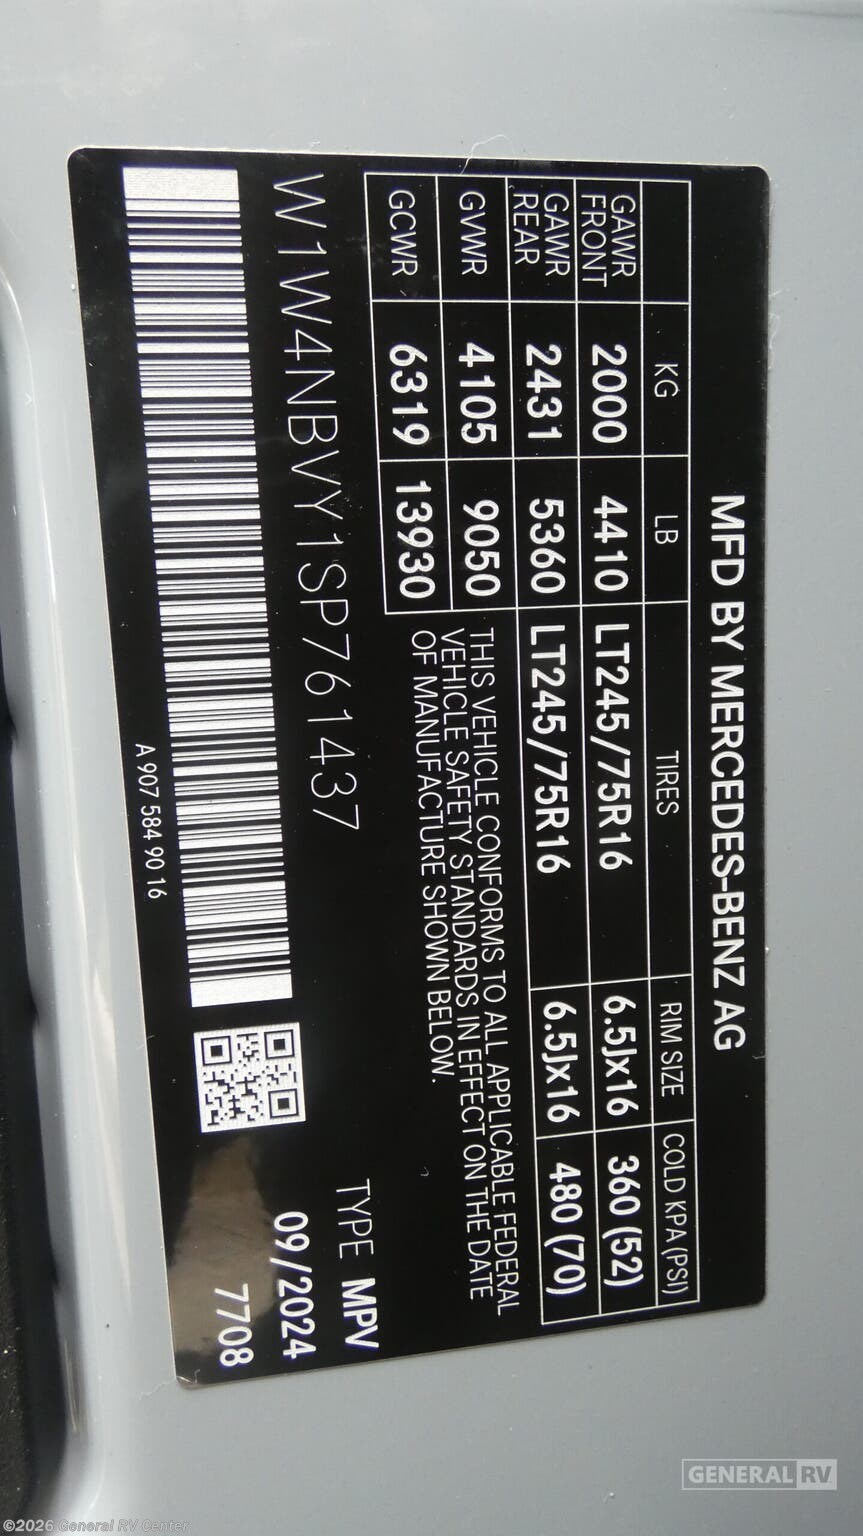 MFD BY MERCEDES-BENZ AG
KG LB TIRES RIM SIZE COLD KPA (PSI)
GAWR FRONT 2000 4410 LT245/75R16 6.5Jx16 360 (52)
GAWR REAR 2431 5360 LT245/75R16 6.5Jx16 480 (70)
GVWR 4105 9050
GCWR 6319 13930
THIS VEHICLE CONFORMS TO ALL APPLICABLE FEDERAL
VEHICLE SAFETY STANDARDS IN EFFECT ON THE DATE
OF MANUFACTURE SHOWN BELOW.
W1W4NBVY1SP761437
TYPE MPV
09/2024
7708
A 907 584 90 16
GENERAL RV
©2026 General RV Center